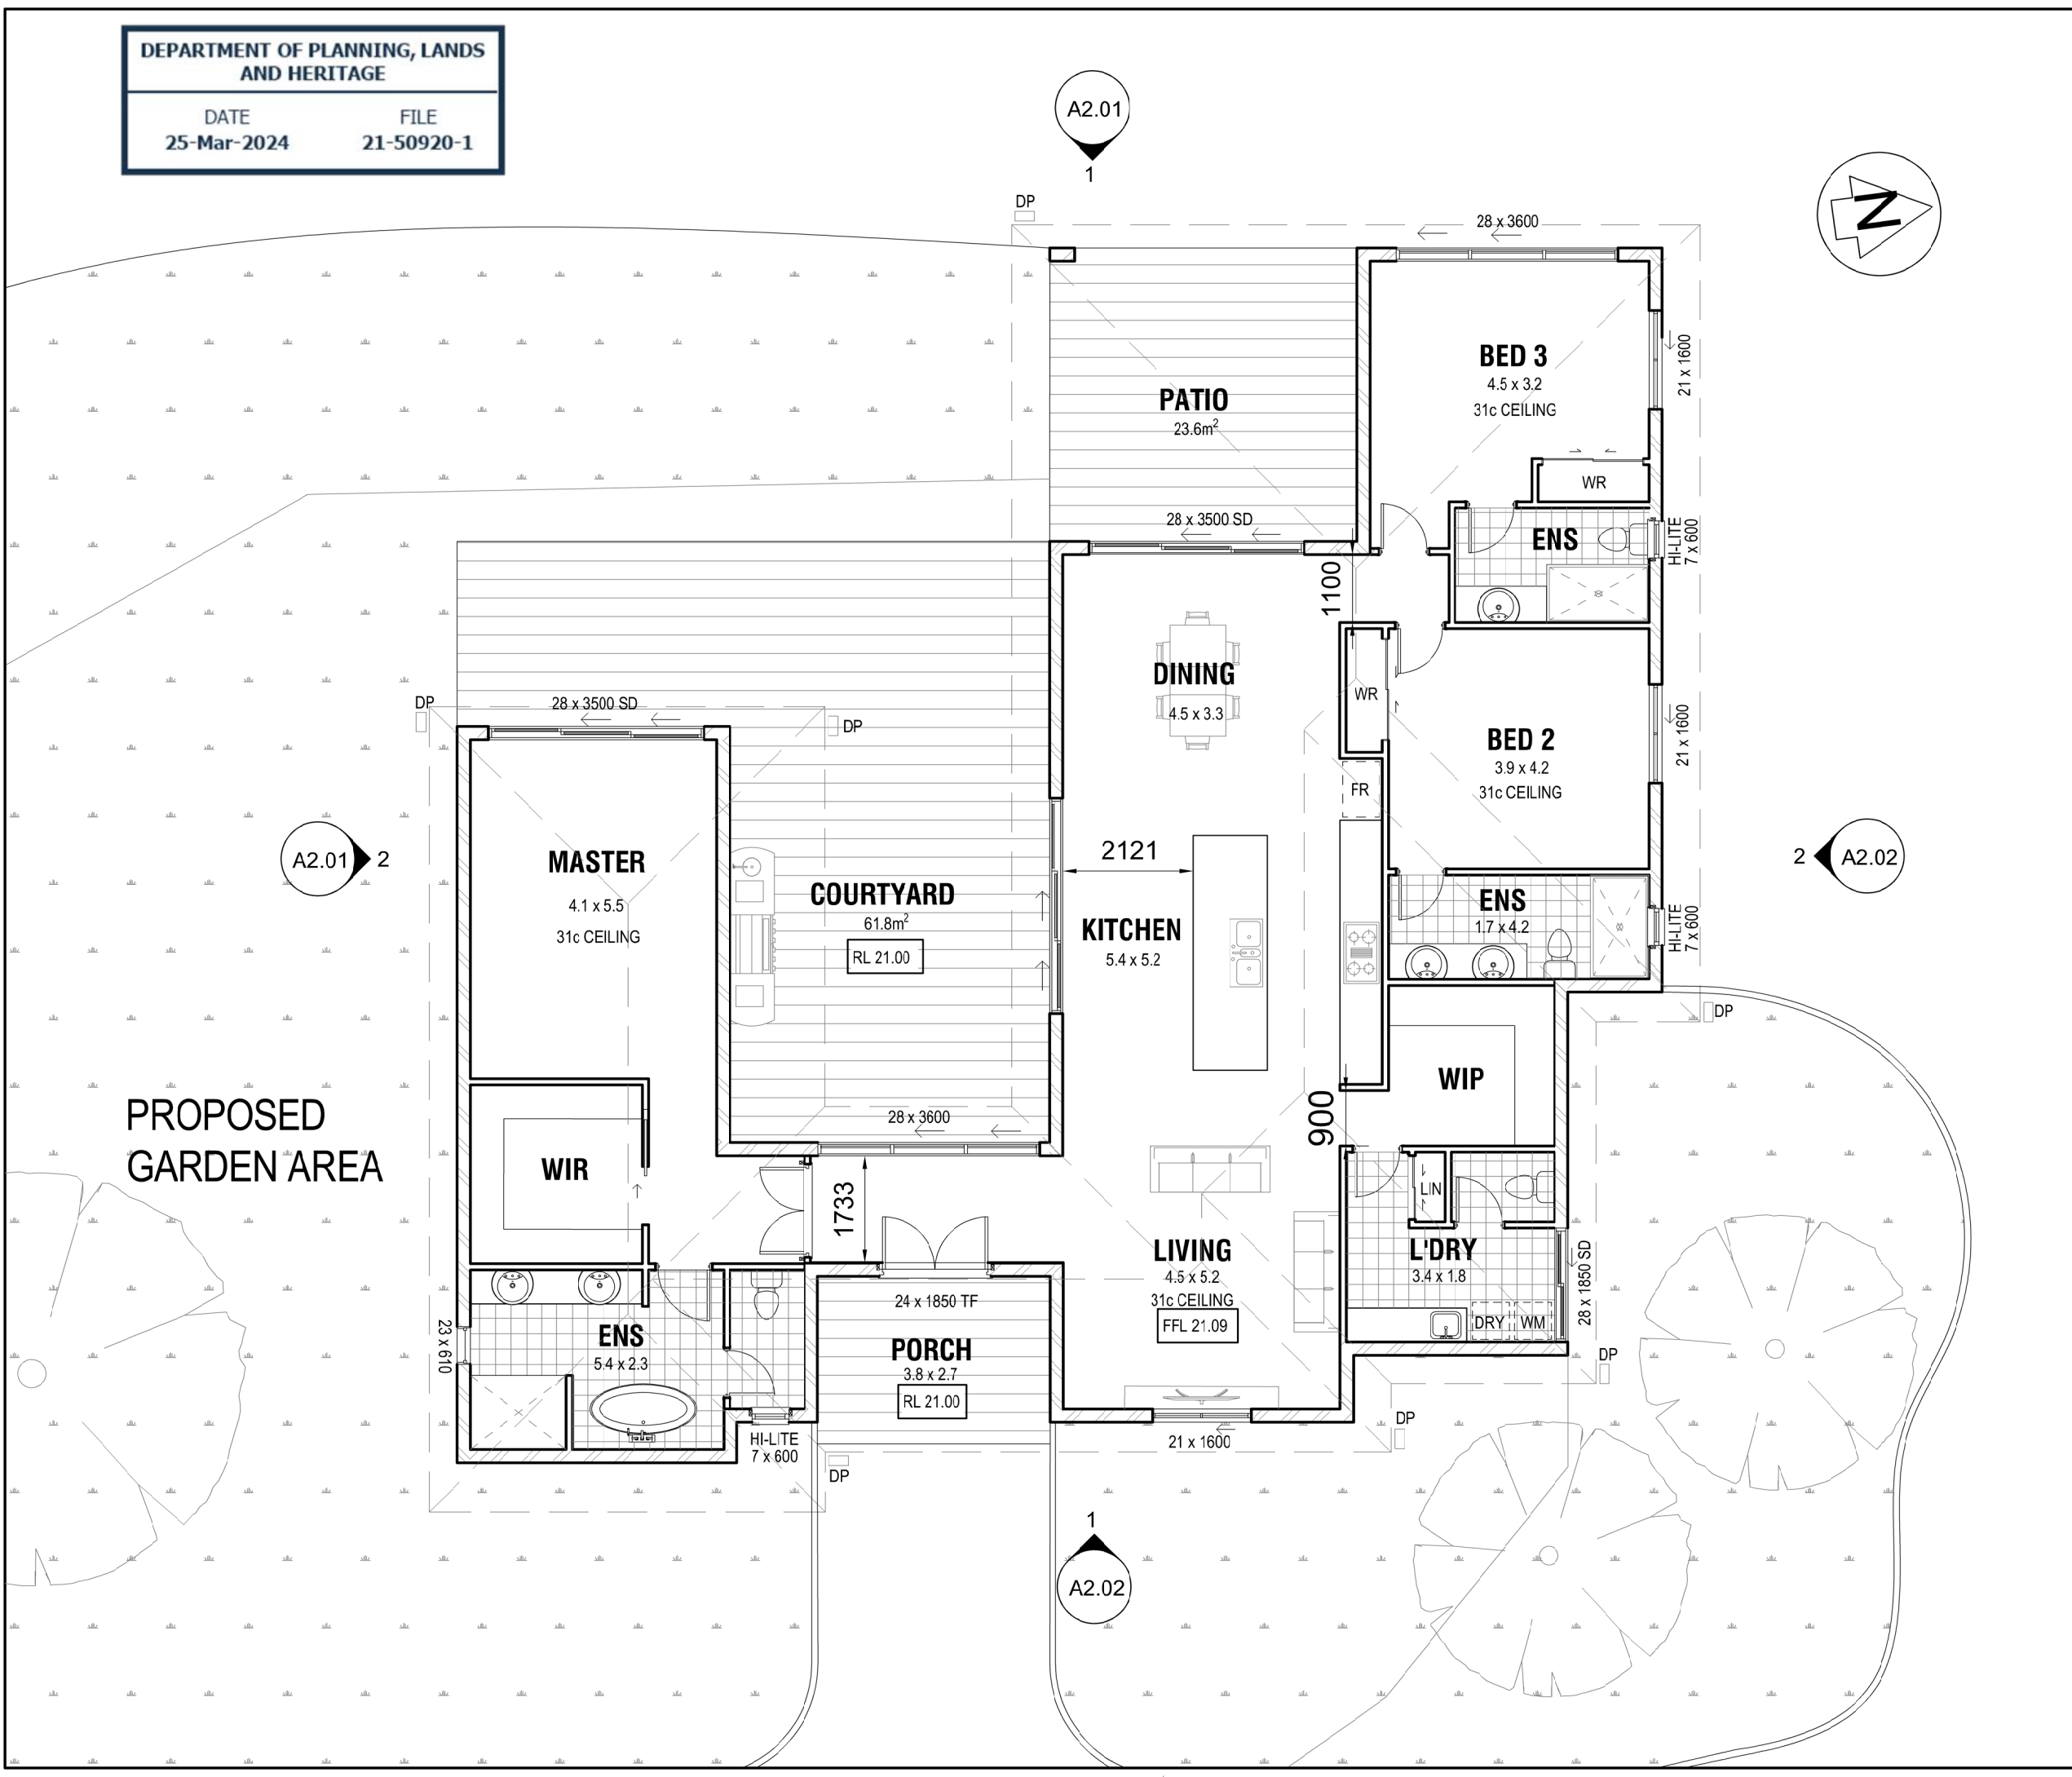 DEPARTMENT OF PLANNING, LANDS
AND HERITAGE
DATE FILE
25-Mar-2024 21-50920-1
A2.01
1
N
DP
28 x 3600
BED 3
4.5 x 3.2
31c CEILING
21 x 1600
PATIO
23.6m²
WR
28 x 3500 SD
ENS
HI-LITE
7 x 600
1100
DINING
4.5 x 3.3
WR
BED 2
3.9 x 4.2
31c CEILING
21 x 1600
DP
28 x 3500 SD
DP
FR
A2.01
2
MASTER
4.1 x 5.5
31c CEILING
COURTYARD
61.8m²
RL 21.00
2121
KITCHEN
5.4 x 5.2
ENS
1.7 x 4.2
HI-LITE
7 x 600
2
A2.02
DP
WIP
PROPOSED
GARDEN AREA
28 x 3600
900
WIR
1733
LIN
LIVING
4.5 x 5.2
31c CEILING
FFL 21.09
L'DRY
3.4 x 1.8
28 x 1850 SD
DRY
WM
24 x 1850 TF
PORCH
3.8 x 2.7
RL 21.00
23 x 610
ENS
5.4 x 2.3
DP
HI-LITE
7 x 600
DP
21 x 1600
DP
1
A2.02